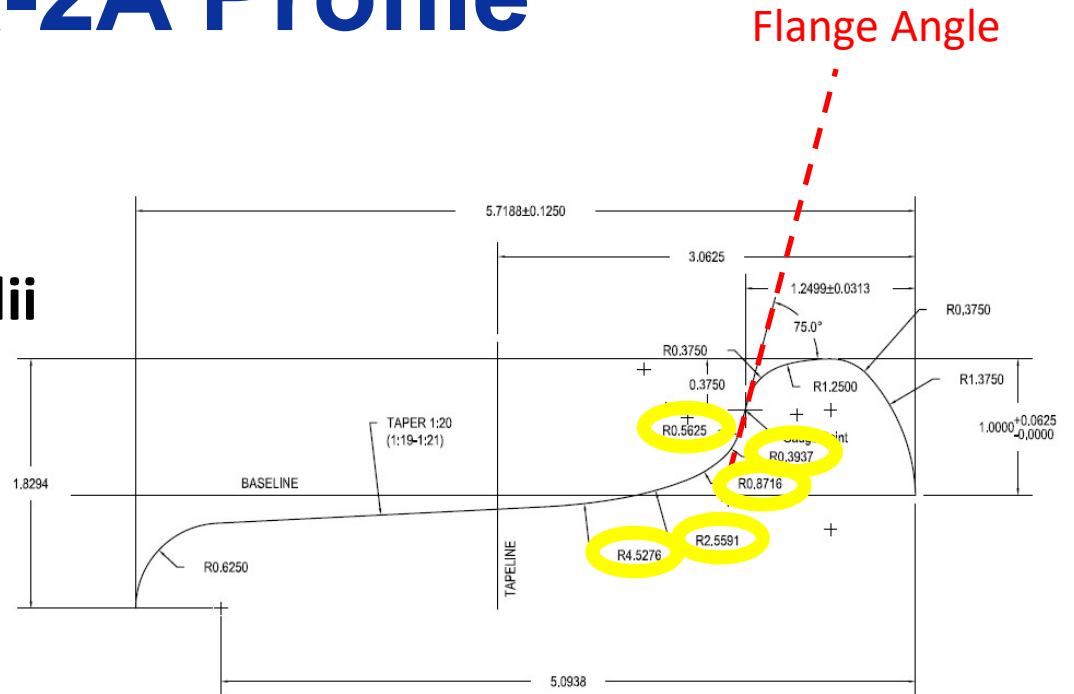 -2A Profile
Flange Angle
5.7188±0.1250
3.0625
dii
1.2499±0.0313
R0.3750
75.0°
R0.3750
0.3750
R1.2500
R1.3750
TAPER 1:20
(1:19-1:21)
R0.5625
1.0000+0.0625
-0.0000
R0.3937
1.8294
BASELINE
R0.8716
R2.5591
R4.5276
R0.6250
TAPELINE
5.0938